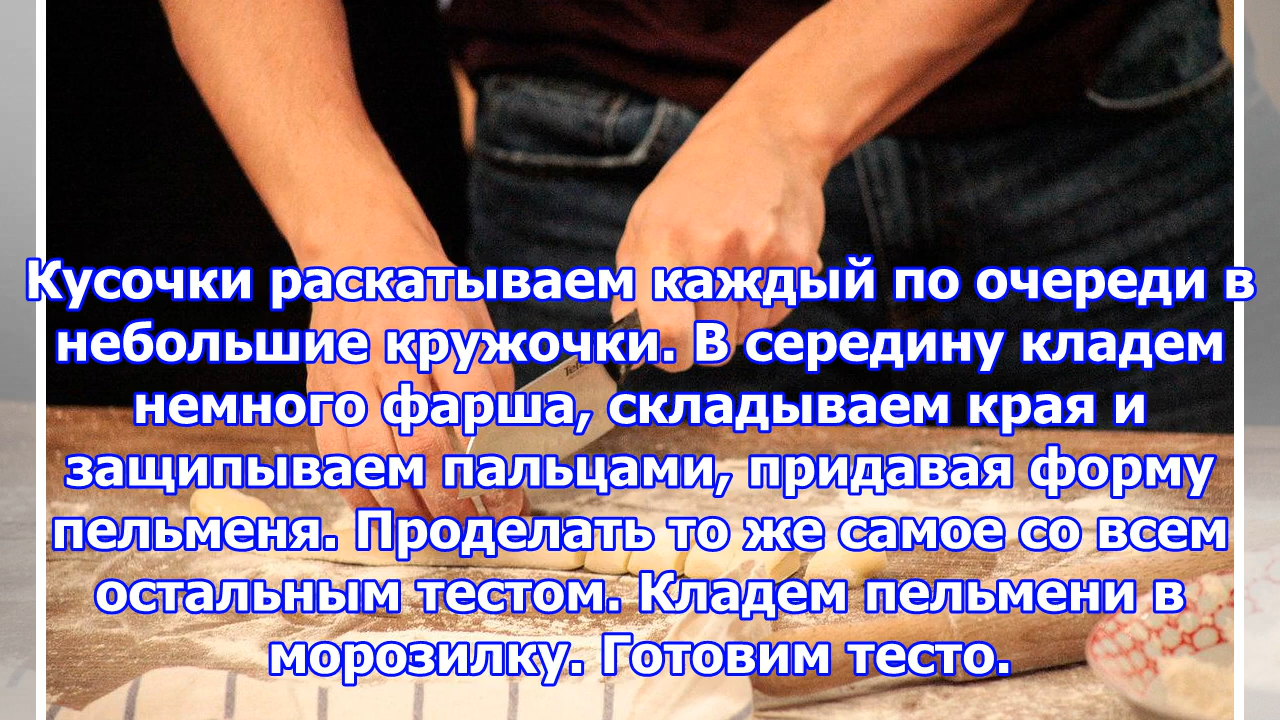 Кусочки раскатываем каждый по очереди в
небольшие кружочки. В середину кладем
немного фарша, складываем края и
защипываем пальцами, придавая форму
пельменя. Проделать то же самое со всем
остальным тестом. Кладем пельмени в
морозилку. Готовим тесто.